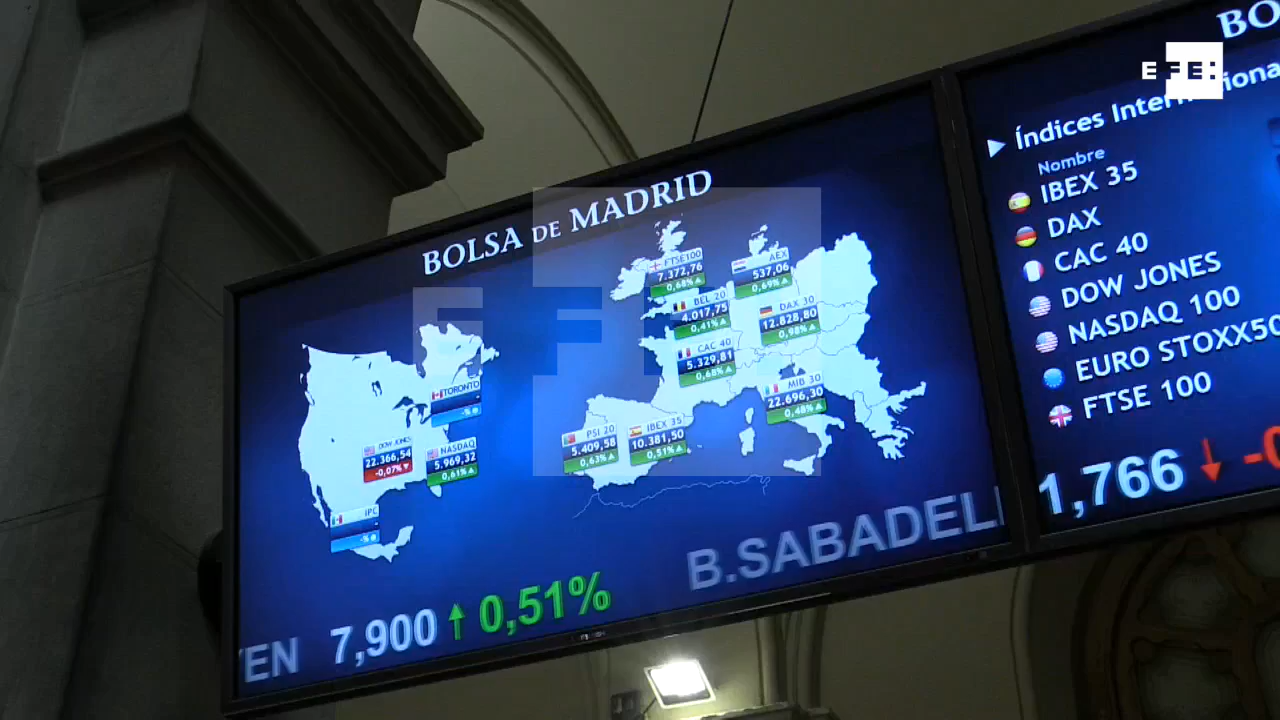 BOLSA DE MADRID
FTSE100
7.372,76
0,68%
AEX
537,06
0,69%
BEL 20
4.017,75
0,41%
DAX 30
12.828,80
0,98%
CAC 40
5.329,81
0,68%
MIB 30
22.696,30
0,48%
PSI 20
5.409,58
0,63%
IBEX 35
10.381,50
0,51%
TORONTO
-
-%
DOW JONES
22.366,54
-0,07%
NASDAQ
5.969,32
0,61%
IPC
-
-%
YEN 7,900 ↑ 0,51% B.SABADELL
BO
EFE:
Índices Internaciona
Nombre
IBEX 35
DAX
CAC 40
DOW JONES
NASDAQ 100
EURO STOXX50
FTSE 100
1,766 ↓ -0
EFE